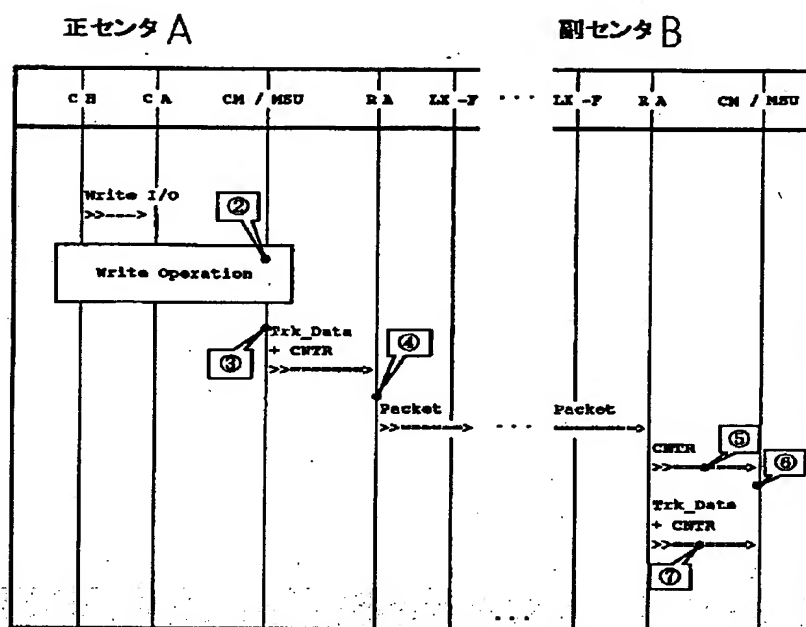 正センタ A 副センタ B
CH CA CM / MSU RA LX -F ... LX -F RA CM / MSU
Write I/O
②
Write Operation
③
Trk_Data
+ CNTR
④
Packet ... Packet
CNTR
⑤
⑥
Trk_Data
+ CNTR
⑦
...